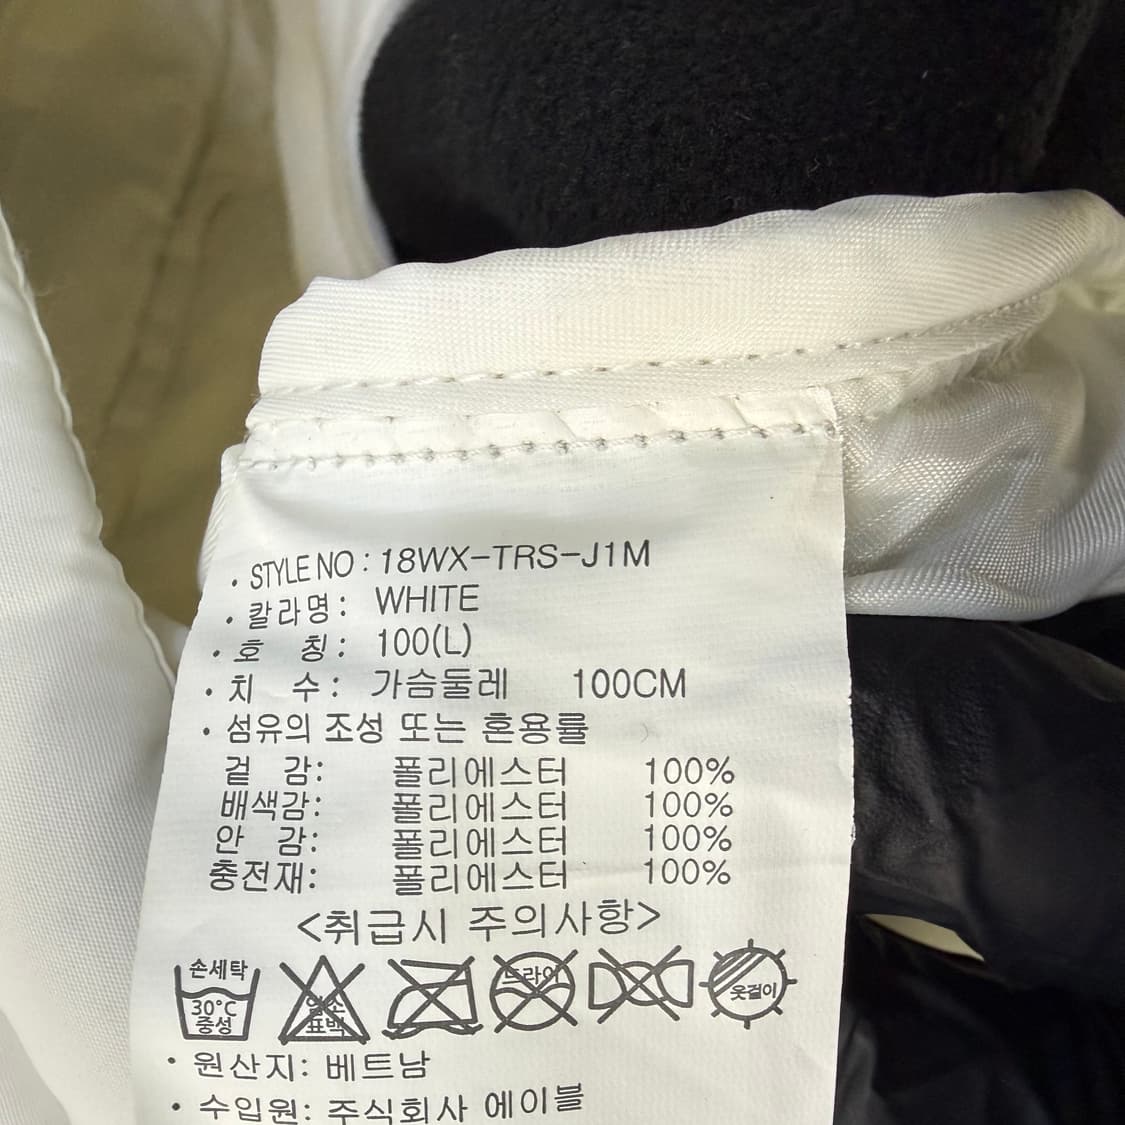 • STYLE NO : 18WX-TRS-J1M
• 칼라명 : WHITE
• 호 칭 : 100(L)
• 치 수 : 가슴둘레 100CM
• 섬유의 조성 또는 혼용률
겉 감: 폴리에스터 100%
배색감: 폴리에스터 100%
안 감: 폴리에스터 100%
충전재: 폴리에스터 100%
<취급시 주의사항>
손세탁 30°C 중성
염소 표백
드라이
옷걸이
• 원산지: 베트남
• 수입원: 주식회사 에이블